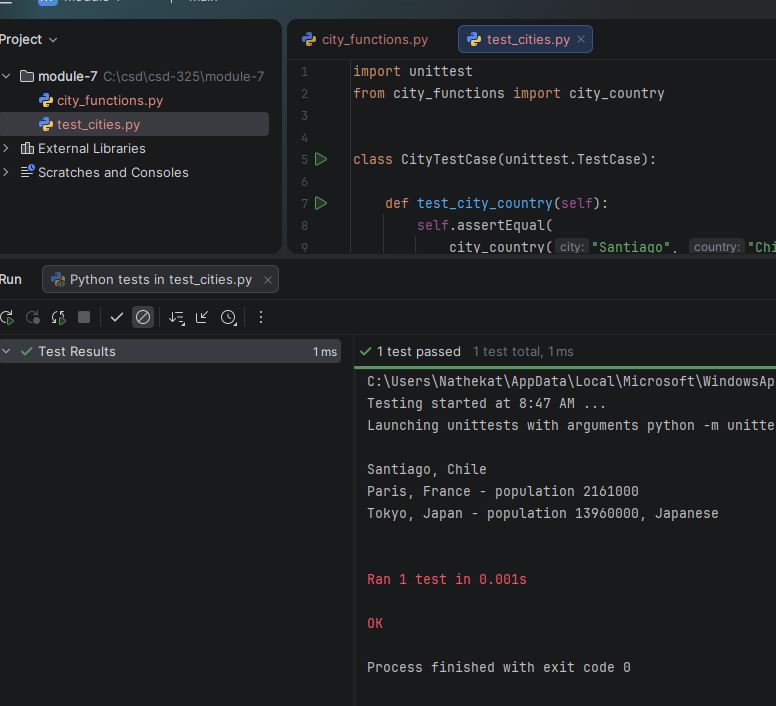 Project
module-7 C:\csd\csd-325\module-7
city_functions.py
test_cities.py
External Libraries
Scratches and Consoles
city_functions.py
test_cities.py
1 import unittest
2 from city_functions import city_country
3
4
5 class CityTestCase(unittest.TestCase):
6
7 def test_city_country(self):
8 self.assertEqual(
9 city_country( city: "Santiago", country: "Chi
Run
Python tests in test_cities.py
Test Results 1 ms
1 test passed 1 test total, 1 ms
C:\Users\Nathekat\AppData\Local\Microsoft\WindowsAp
Testing started at 8:47 AM ...
Launching unittests with arguments python -m unitte
Santiago, Chile
Paris, France - population 2161000
Tokyo, Japan - population 13960000, Japanese
Ran 1 test in 0.001s
OK
Process finished with exit code 0